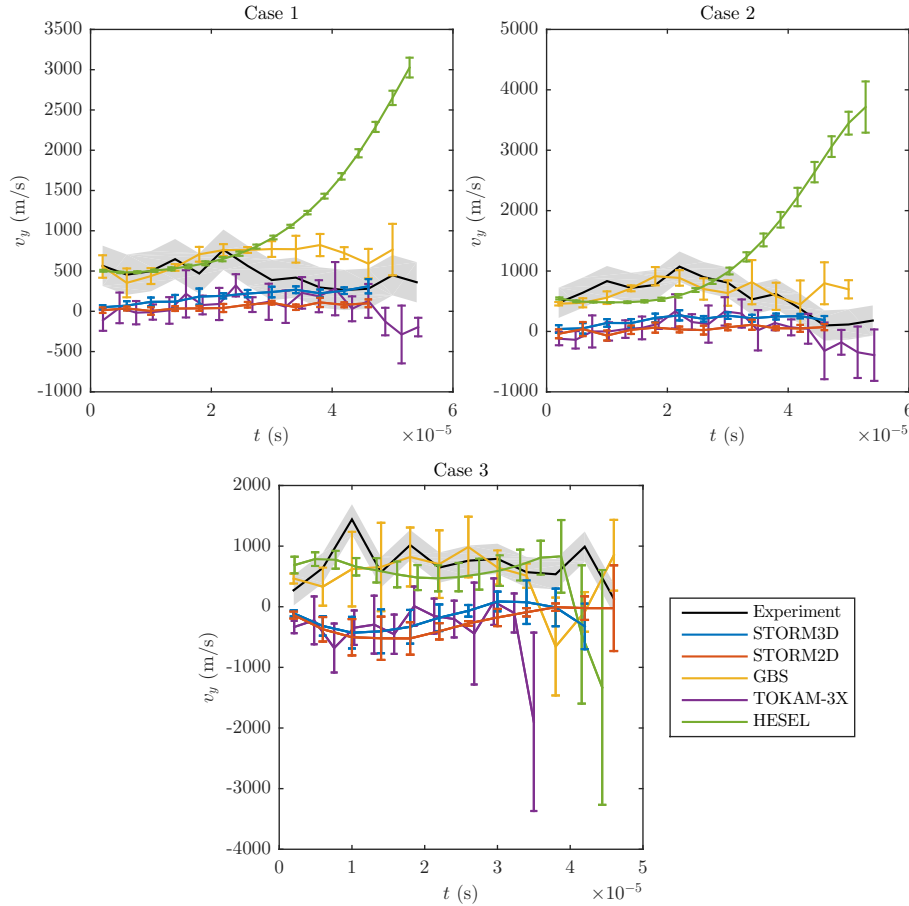 Case 1
3500
3000
2500
2000
1500
1000
500
0
-500
-1000
v_y (m/s)
0 2 4 6
t (s)
×10⁻⁵
Case 2
5000
4000
3000
2000
1000
0
-1000
v_y (m/s)
0 2 4 6
t (s)
×10⁻⁵
Case 3
2000
1000
0
-1000
-2000
-3000
-4000
v_y (m/s)
0 1 2 3 4 5
t (s)
×10⁻⁵
Experiment
STORM3D
STORM2D
GBS
TOKAM-3X
HESEL